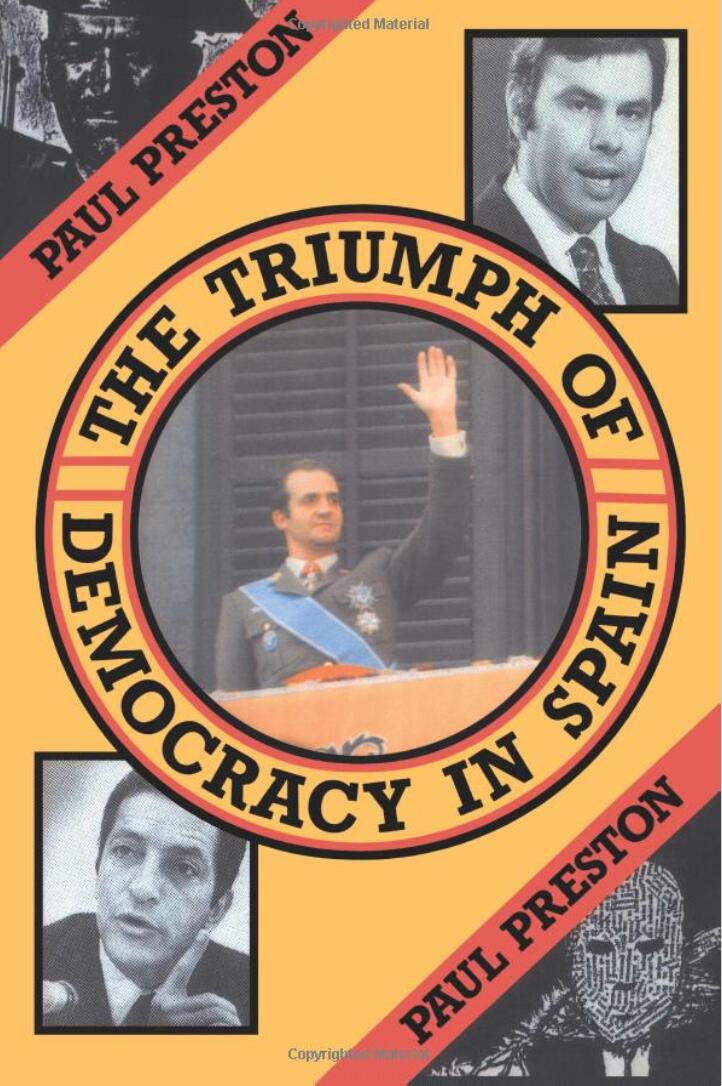 Copyrighted Material
PAUL PRESTON
THE TRIUMPH OF
DEMOCRACY IN SPAIN
PAUL PRESTON
Copyrighted Material